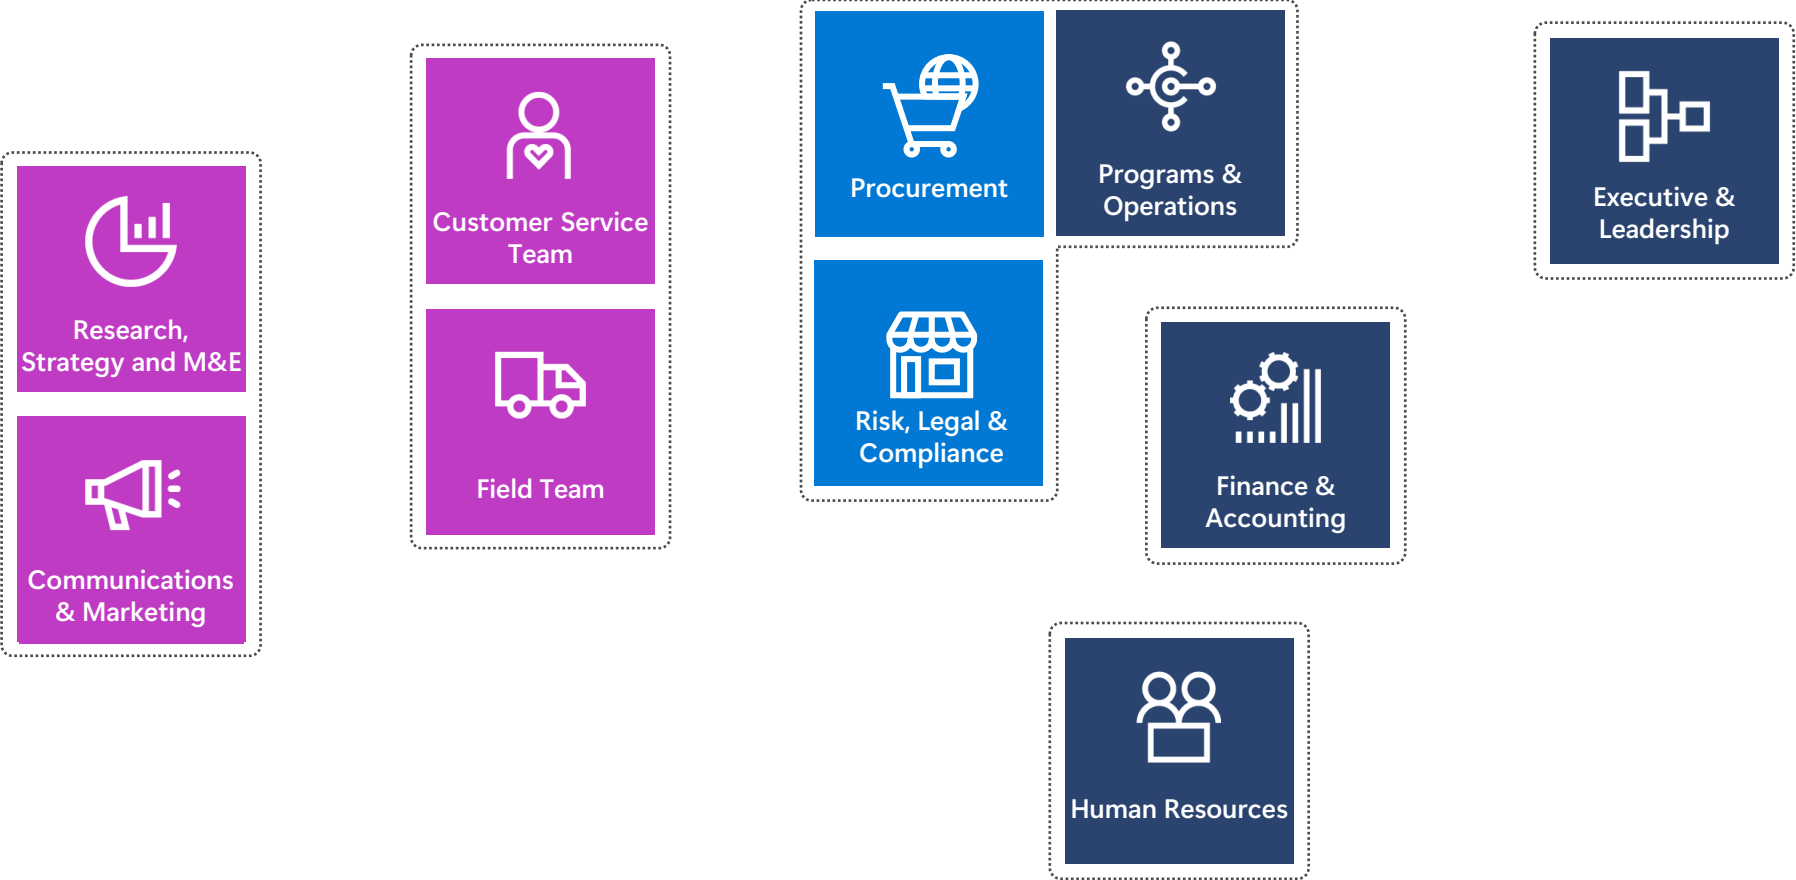 Research,
Strategy and M&E
Communications
& Marketing
Customer Service
Team
Field Team
Procurement
Programs &
Operations
Risk, Legal &
Compliance
Finance &
Accounting
Human Resources
Executive &
Leadership